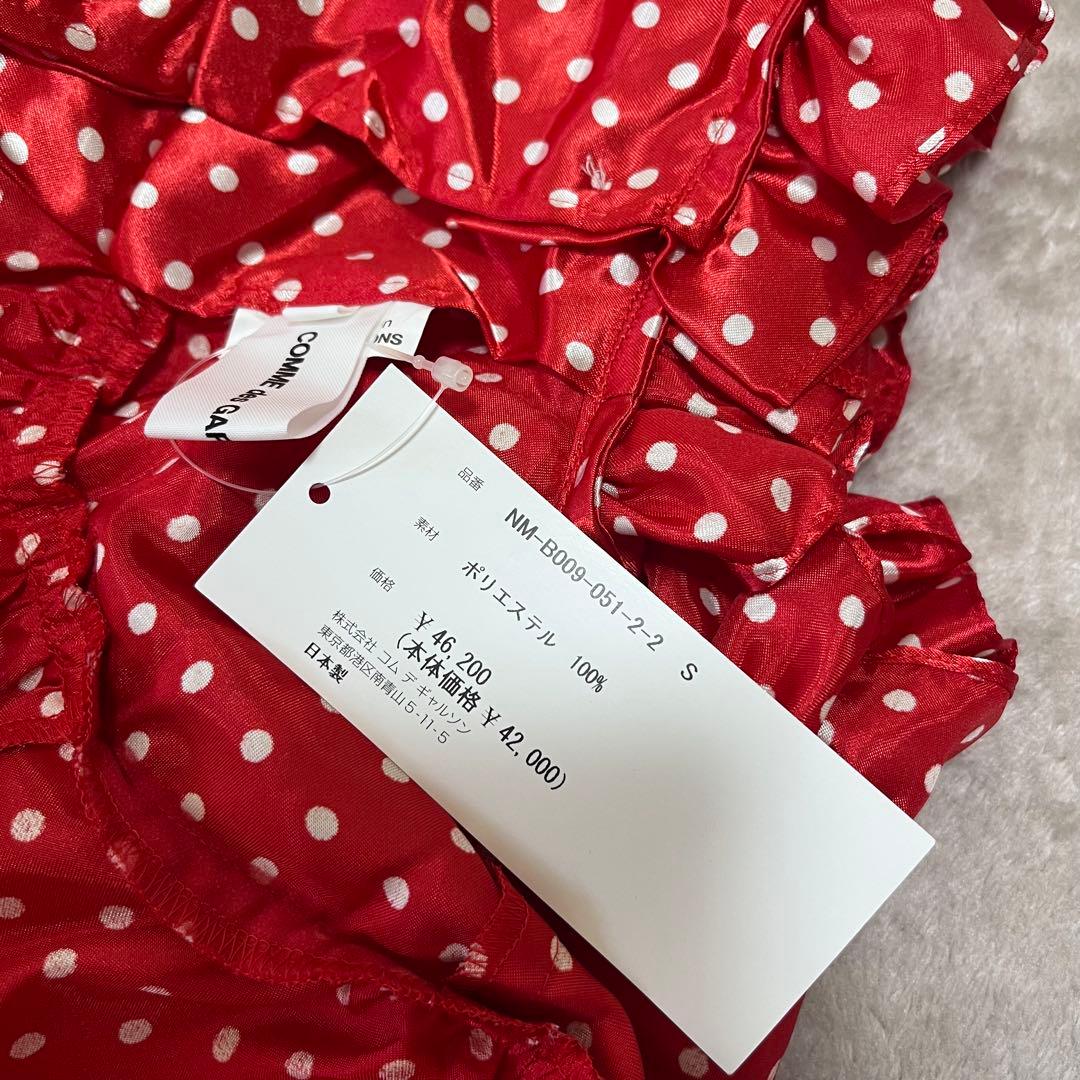 COMME des GAR
ONS
品番 NM-B009-051-2-2 S
素材 ポリエステル 100%
価格 ¥ 46,200
(本体価格 ¥ 42,000)
株式会社 コム デ ギャルソン
東京都港区南青山5-11-5
日本製